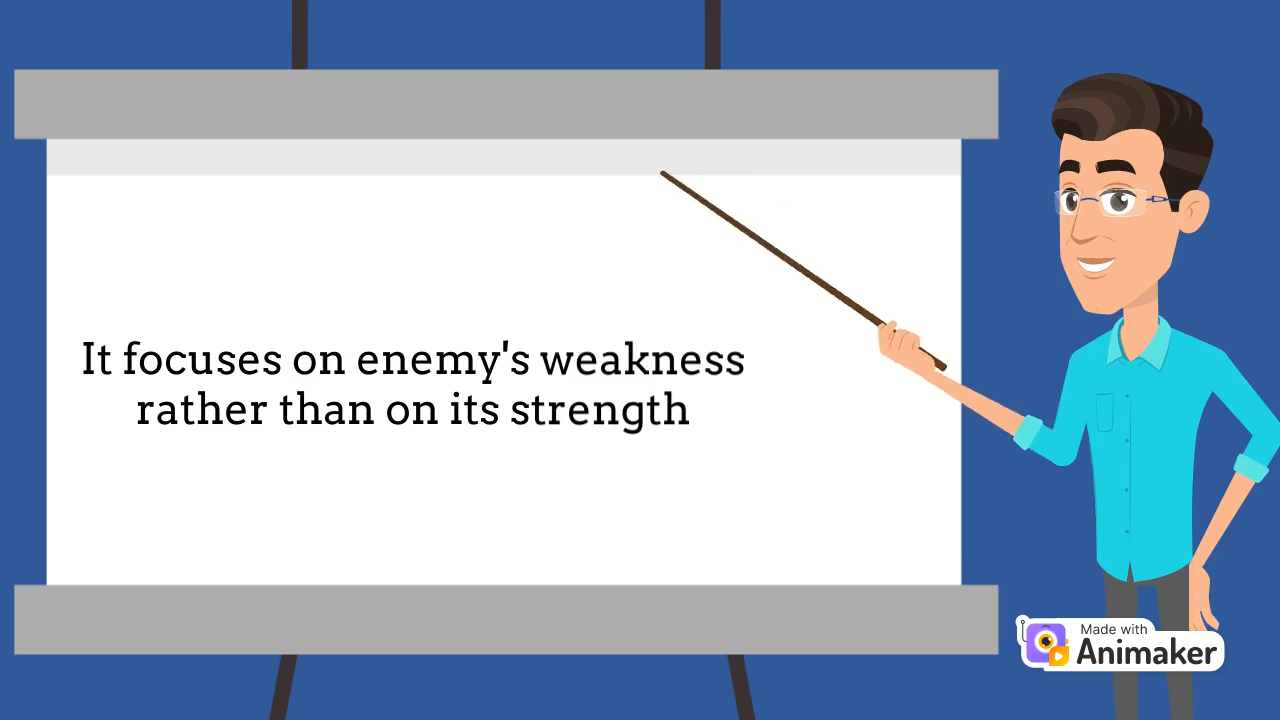 It focuses on enemy's weakness
rather than on its strength
Made with
Animaker